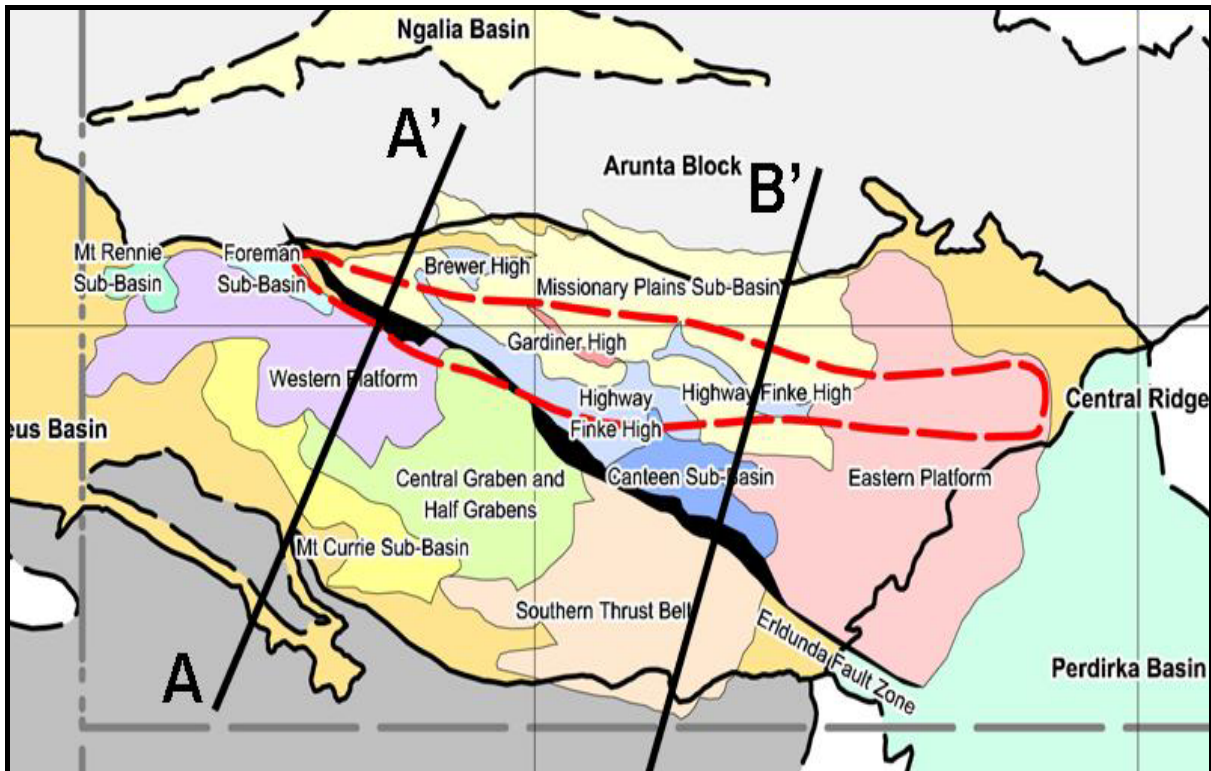 Ngalia Basin
A'
Arunta Block
B'
Mt Rennie
Sub-Basin
Foreman
Sub-Basin
Brewer High
Missionary Plains Sub-Basin
Gardiner High
Western Platform
Highway
Finke High
Highway Finke High
Central Ridge
eus Basin
Central Graben and
Half Grabens
Canteen Sub-Basin
Eastern Platform
Mt Currie Sub-Basin
Southern Thrust Belt
Erldunda Fault Zone
A
Perdirka Basin